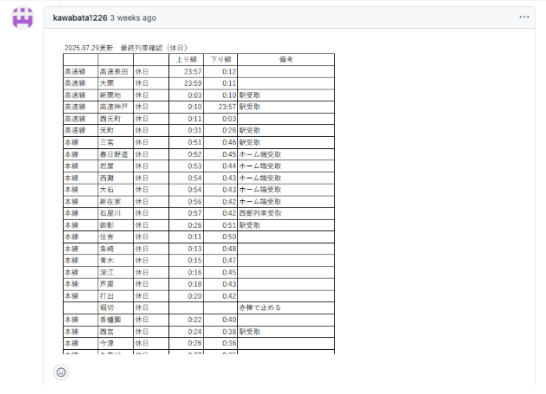 kawabata1226 3 weeks ago
2025.07.29更新 最終列車確認（休日）
上り線 下り線 備考
高速線 高速長田 休日 23:57 0:12
高速線 大開 休日 23:59 0:11
高速線 新開地 休日 0:03 0:10 駅受取
高速線 高速神戸 休日 0:10 23:57 駅受取
高速線 西元町 休日 0:11 0:03
高速線 元町 休日 0:31 0:26 駅受取
本線 三宮 休日 0:51 0:46 駅受取
本線 春日野道 休日 0:52 0:45 ホーム端受取
本線 岩屋 休日 0:53 0:44 ホーム端受取
本線 西灘 休日 0:54 0:43 ホーム端受取
本線 大石 休日 0:54 0:43 ホーム端受取
本線 新在家 休日 0:56 0:42 ホーム端受取
本線 石屋川 休日 0:57 0:42 西部列車受取
本線 御影 休日 0:26 0:51 駅受取
本線 住吉 休日 0:11 0:50
本線 魚崎 休日 0:13 0:48
本線 青木 休日 0:15 0:47
本線 深江 休日 0:16 0:45
本線 芦屋 休日 0:18 0:43
本線 打出 休日 0:20 0:42
堀切 休日 赤棒で止める
本線 香櫨園 休日 0:22 0:40
本線 西宮 休日 0:24 0:38 駅受取
本線 今津 休日 0:26 0:36